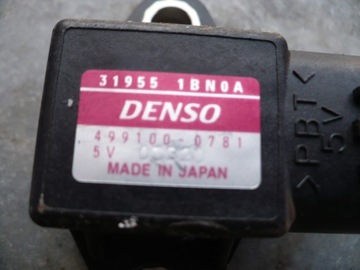 31955 1BN0A
DENSO
499100-0781
5V
MADE IN JAPAN
>PBT<
5V